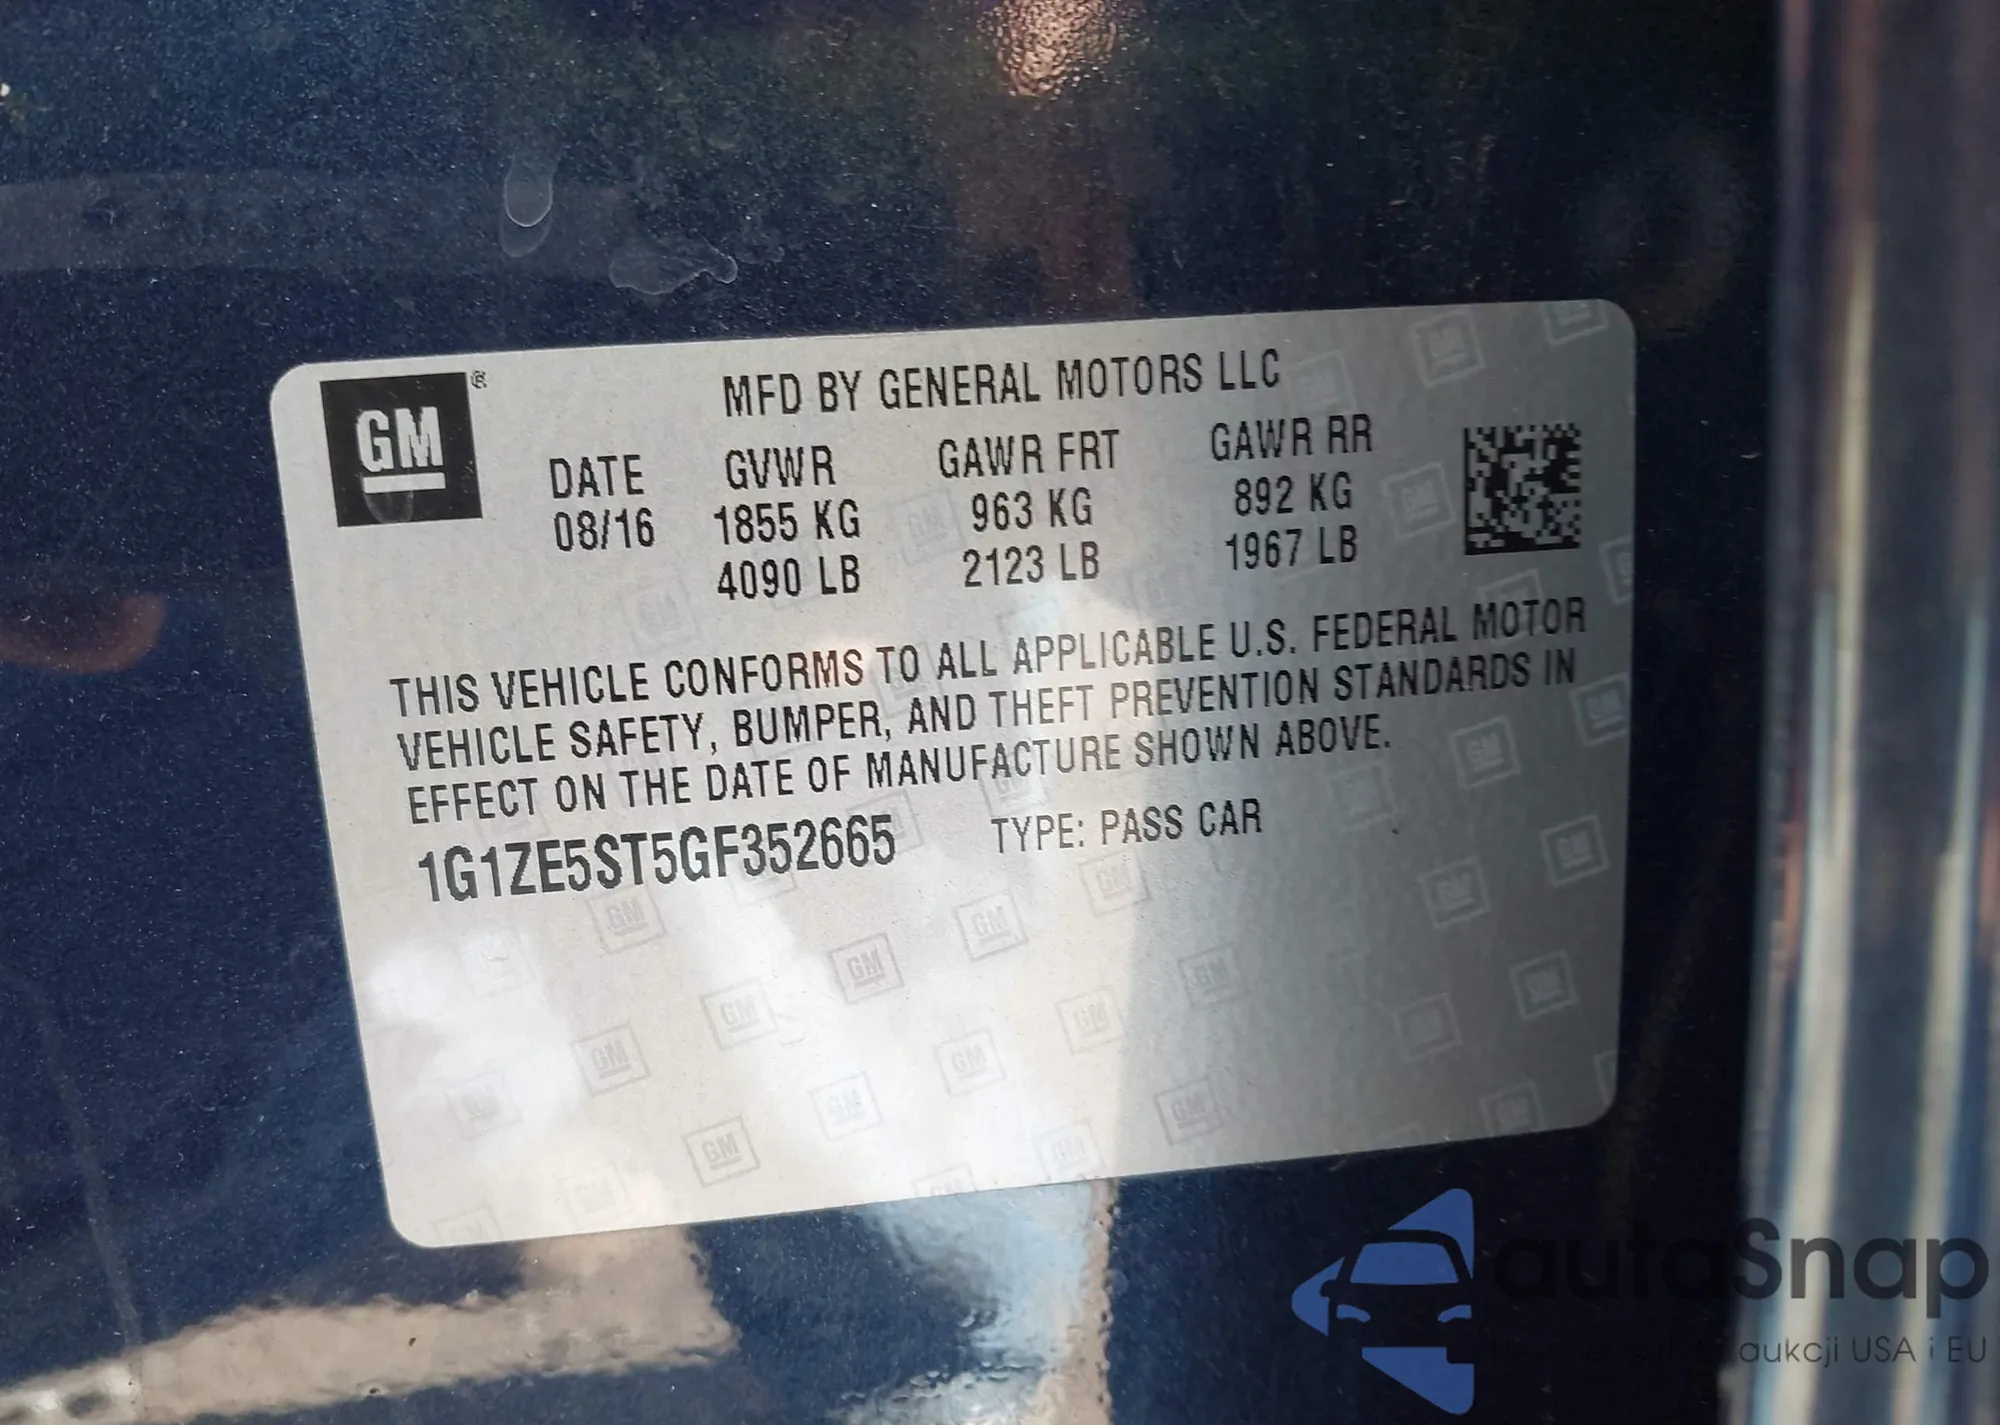 GM ®
MFD BY GENERAL MOTORS LLC
DATE GVWR GAWR FRT GAWR RR
08/16 1855 KG 963 KG 892 KG
4090 LB 2123 LB 1967 LB
THIS VEHICLE CONFORMS TO ALL APPLICABLE U.S. FEDERAL MOTOR
VEHICLE SAFETY, BUMPER, AND THEFT PREVENTION STANDARDS IN
EFFECT ON THE DATE OF MANUFACTURE SHOWN ABOVE.
1G1ZE5ST5GF352665 TYPE: PASS CAR
autaSnap
aukcji USA i EU